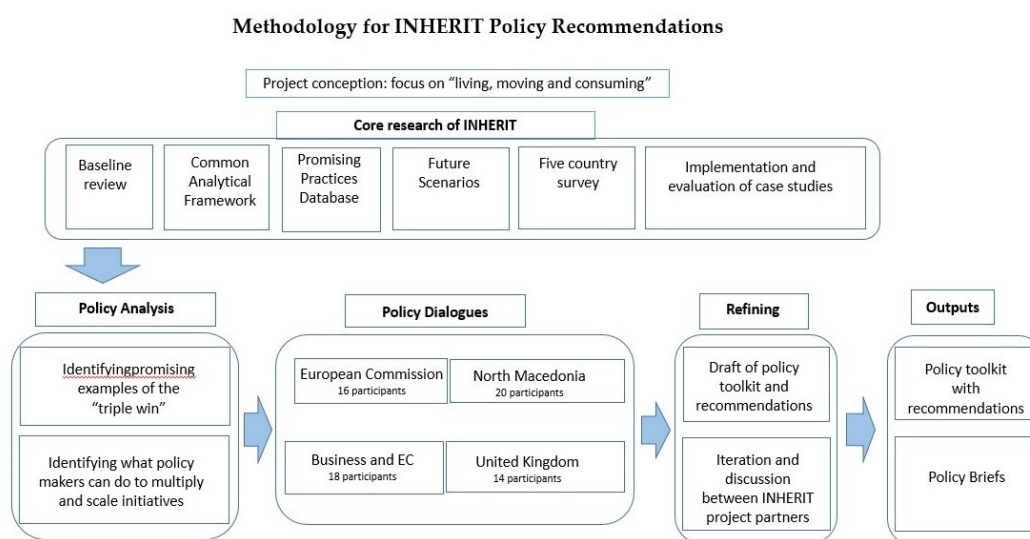 Methodology for INHERIT Policy Recommendations
Project conception: focus on “living, moving and consuming”
Core research of INHERIT
Baseline
review
Common
Analytical
Framework
Promising
Practices
Database
Future
Scenarios
Five country
survey
Implementation and
evaluation of case studies
Policy Analysis
Identifyingpromising
examples of the
“triple win”
Identifying what policy
makers can do to multiply
and scale initiatives
Policy Dialogues
European Commission
16 participants
North Macedonia
20 participants
Business and EC
18 participants
United Kingdom
14 participants
Refining
Draft of policy
toolkit and
recommendations
Iteration and
discussion
between INHERIT
project partners
Outputs
Policy toolkit
with
recommendations
Policy Briefs